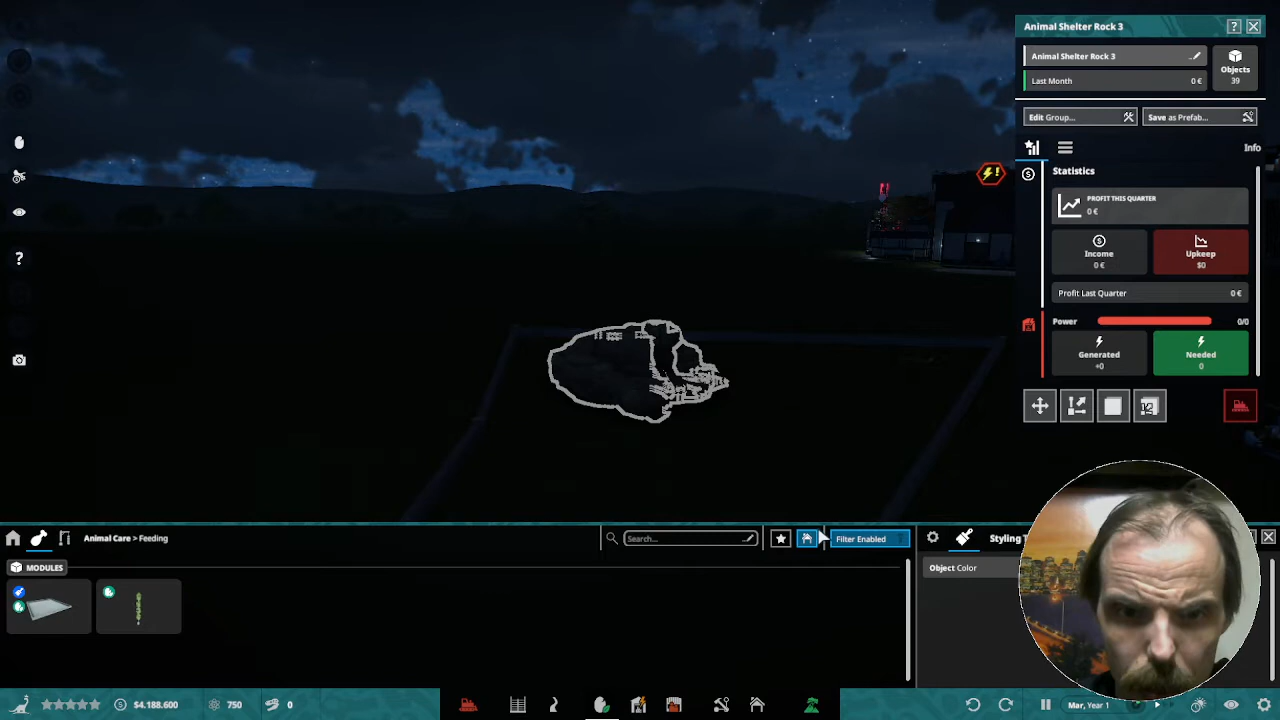 Animal Shelter Rock 3
?
Animal Shelter Rock 3
Objects
39
Last Month 0 €
Edit Group...
Save as Prefab...
Info
Statistics
PROFIT THIS QUARTER
0 €
Income
0 €
Upkeep
$0
Profit Last Quarter 0 €
Power 0/0
Generated
+0
Needed
0
?
Animal Care > Feeding
Search...
Filter Enabled
Styling
MODULES
Object Color
$4.188.600
750
0
Mar, Year 1